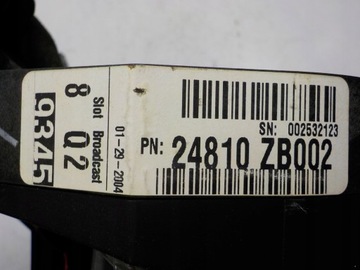 9345
Slot Broadcast
8 Q2
01-29-2004
SN: 002532123
PN: 24810 ZB002